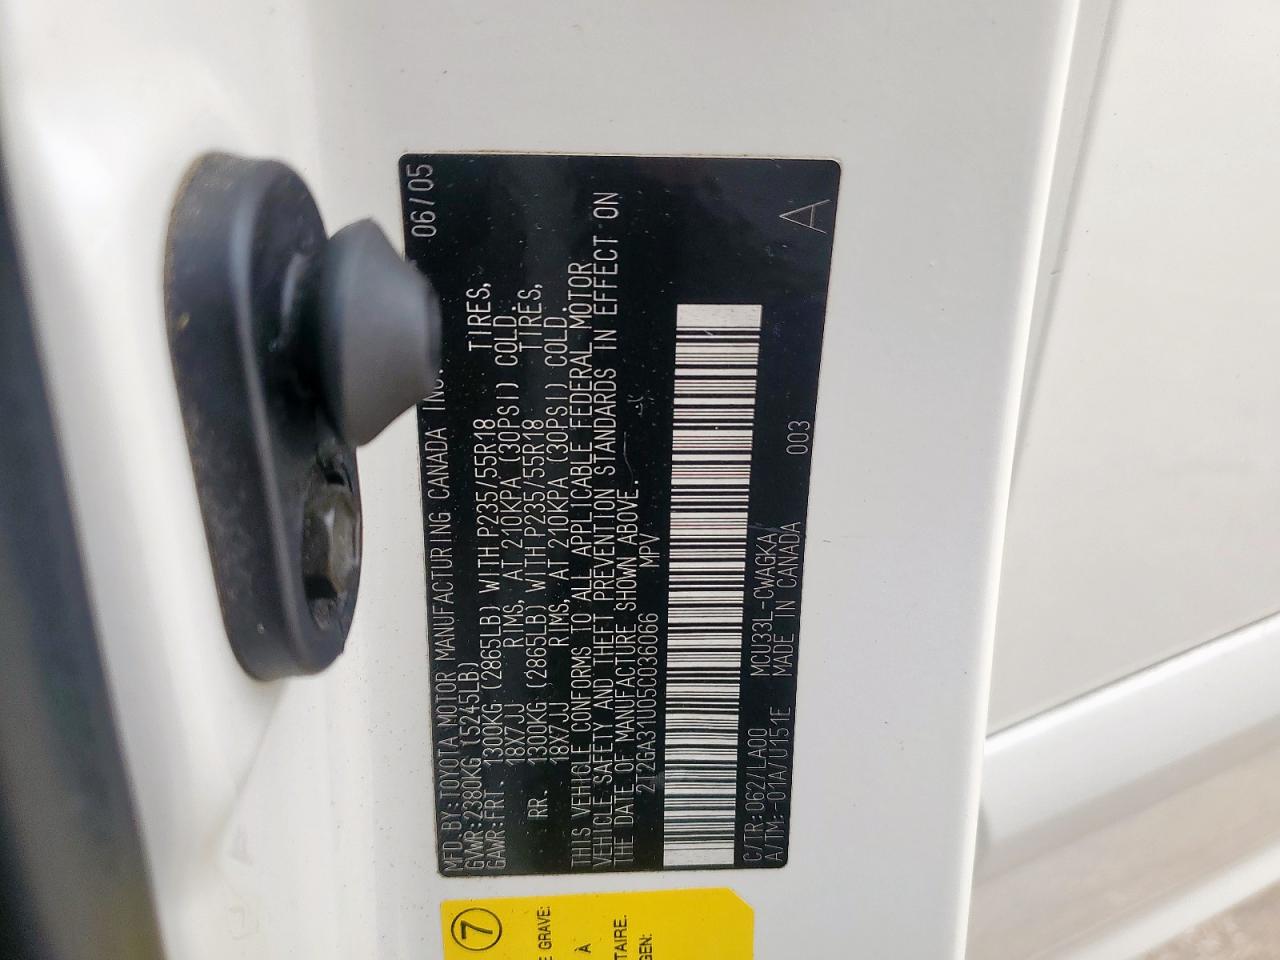 MFD.BY:TOYOTA MOTOR MANUFACTURING CANADA INC. 06/05
GVWR:2380KG (5245LB)
GAWR:FRT. 1300KG (2865LB) WITH P235/55R18 TIRES,
18X7JJ RIMS, AT 210KPA (30PSI) COLD.
RR. 1300KG (2865LB) WITH P235/55R18 TIRES,
18X7JJ RIMS, AT 210KPA (30PSI) COLD.
THIS VEHICLE CONFORMS TO ALL APPLICABLE FEDERAL MOTOR
VEHICLE SAFETY AND THEFT PREVENTION STANDARDS IN EFFECT ON
THE DATE OF MANUFACTURE SHOWN ABOVE.
2T2GA31U05C036066 MPV
C/TR:062/LA00 MCU33L-CWAGKA 003 A
A/TM:-01A/U151E MADE IN CANADA
7
E GRAVE:
À
TAIRE.
GEN: